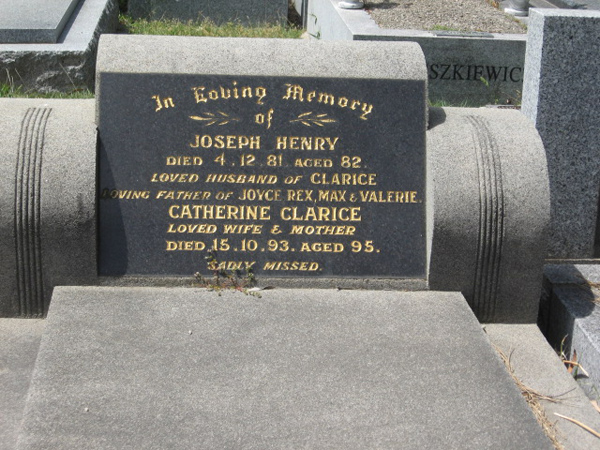 In Loving Memory
of
JOSEPH HENRY
DIED 4.12.81. AGED 82.
LOVED HUSBAND OF CLARICE
LOVING FATHER OF JOYCE REX, MAX & VALERIE.
CATHERINE CLARICE
LOVED WIFE & MOTHER
DIED 15.10.93. AGED 95.
SADLY MISSED.
SZKIEWIC